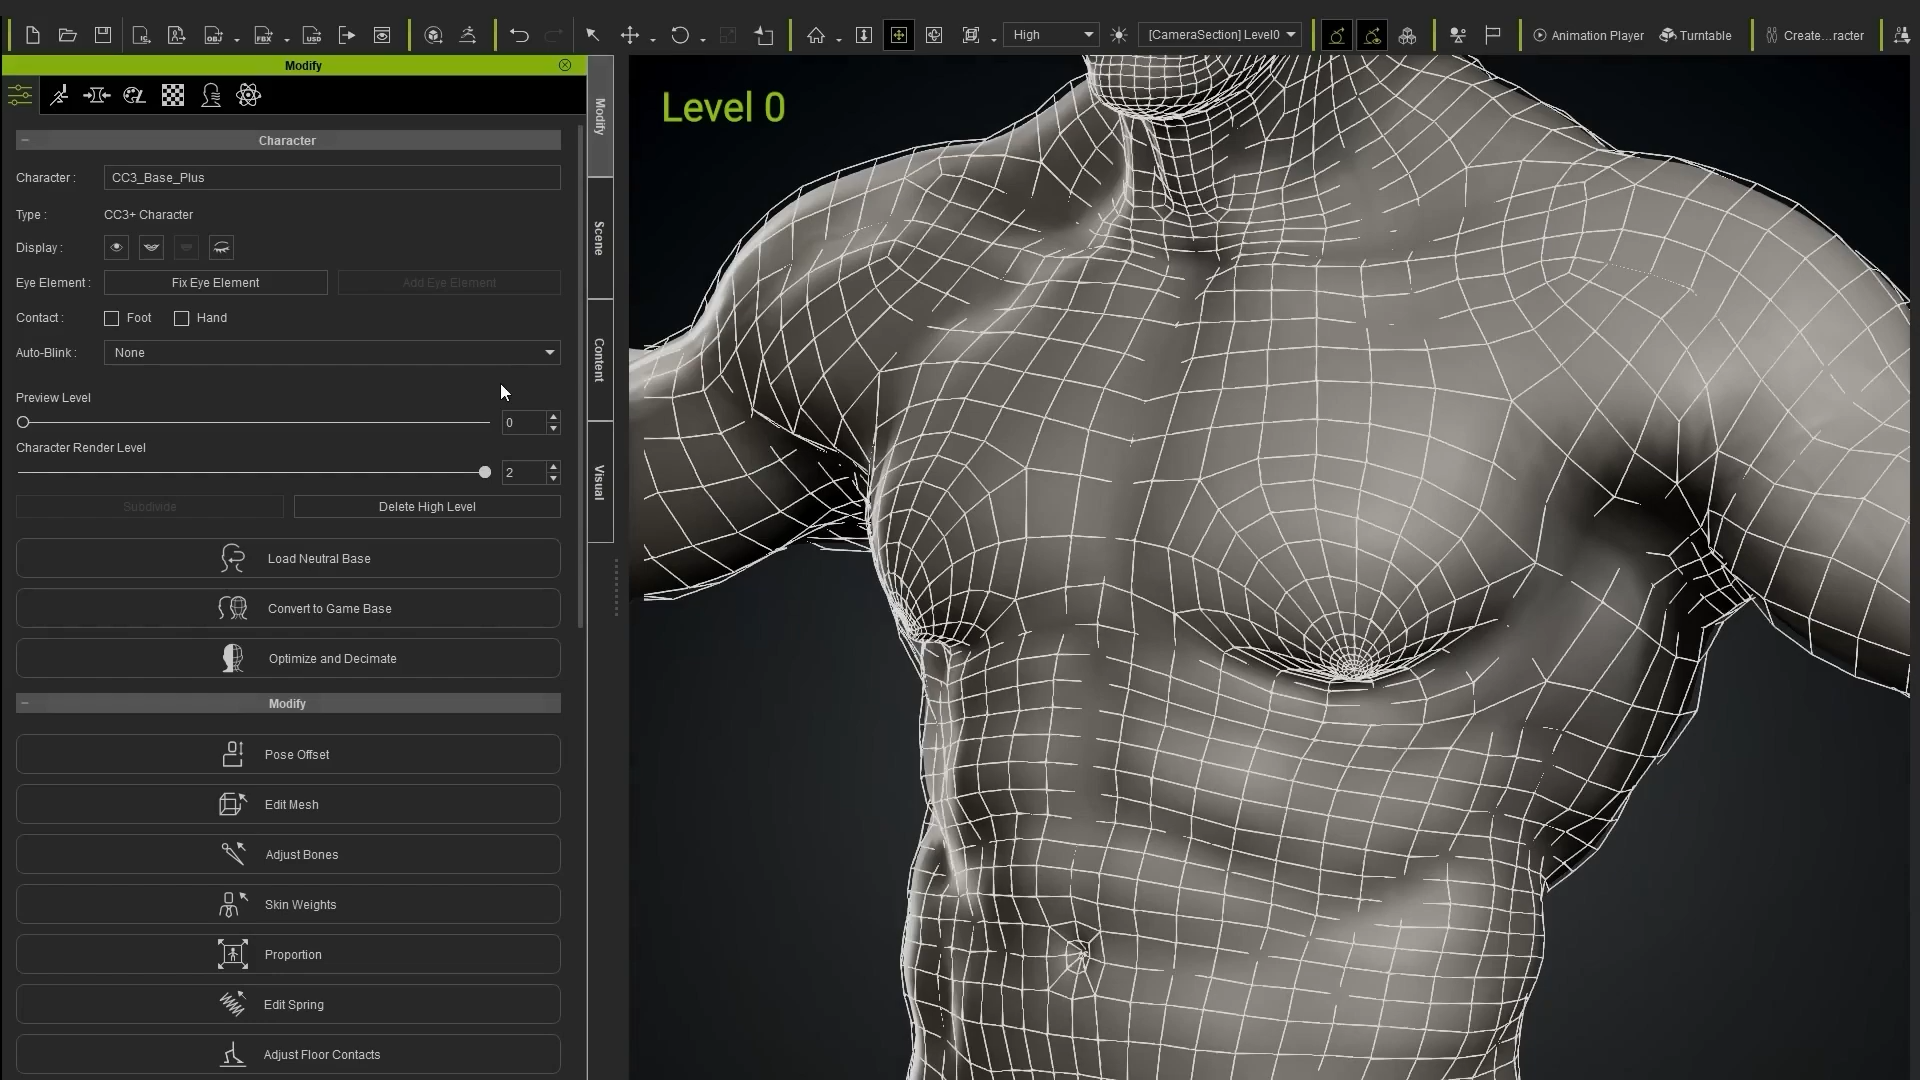 High
[CameraSection] Level0
Animation Player
Turntable
Create...racter
Modify
Modify
Scene
Content
Visual
Character
Character :
CC3_Base_Plus
Type :
CC3+ Character
Display :
Eye Element :
Fix Eye Element
Add Eye Element
Contact :
Foot
Hand
Auto-Blink :
None
Preview Level
0
Character Render Level
2
Subdivide
Delete High Level
Load Neutral Base
Convert to Game Base
Optimize and Decimate
Modify
Pose Offset
Edit Mesh
Adjust Bones
Skin Weights
Proportion
Edit Spring
Adjust Floor Contacts
Level 0